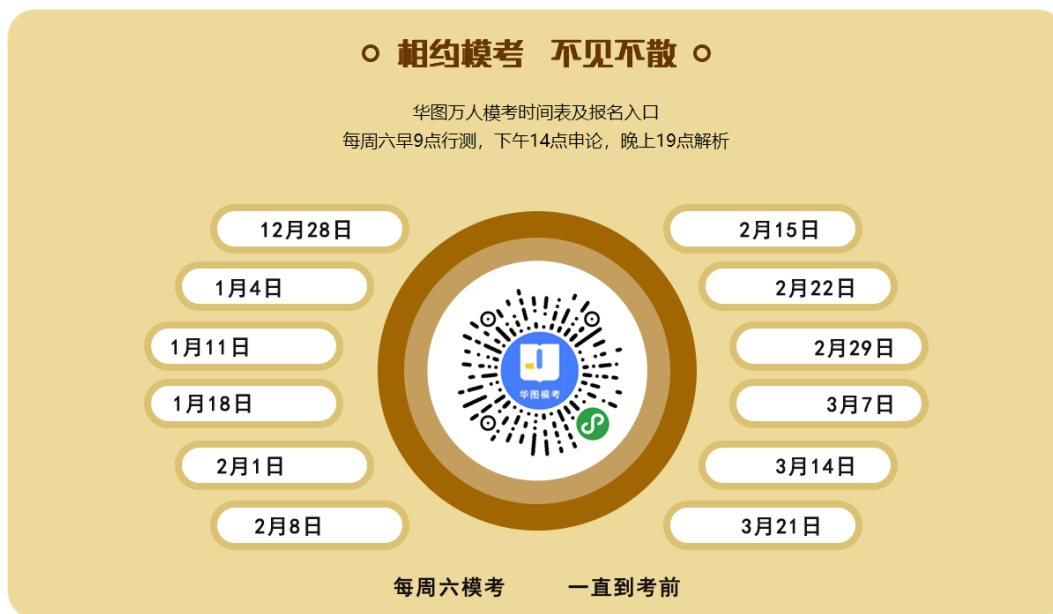 相约模考 不见不散
华图万人模考时间表及报名入口
每周六早9点行测，下午14点申论，晚上19点解析
12月28日
1月4日
1月11日
1月18日
2月1日
2月8日
华图模考
2月15日
2月22日
2月29日
3月7日
3月14日
3月21日
每周六模考 一直到考前